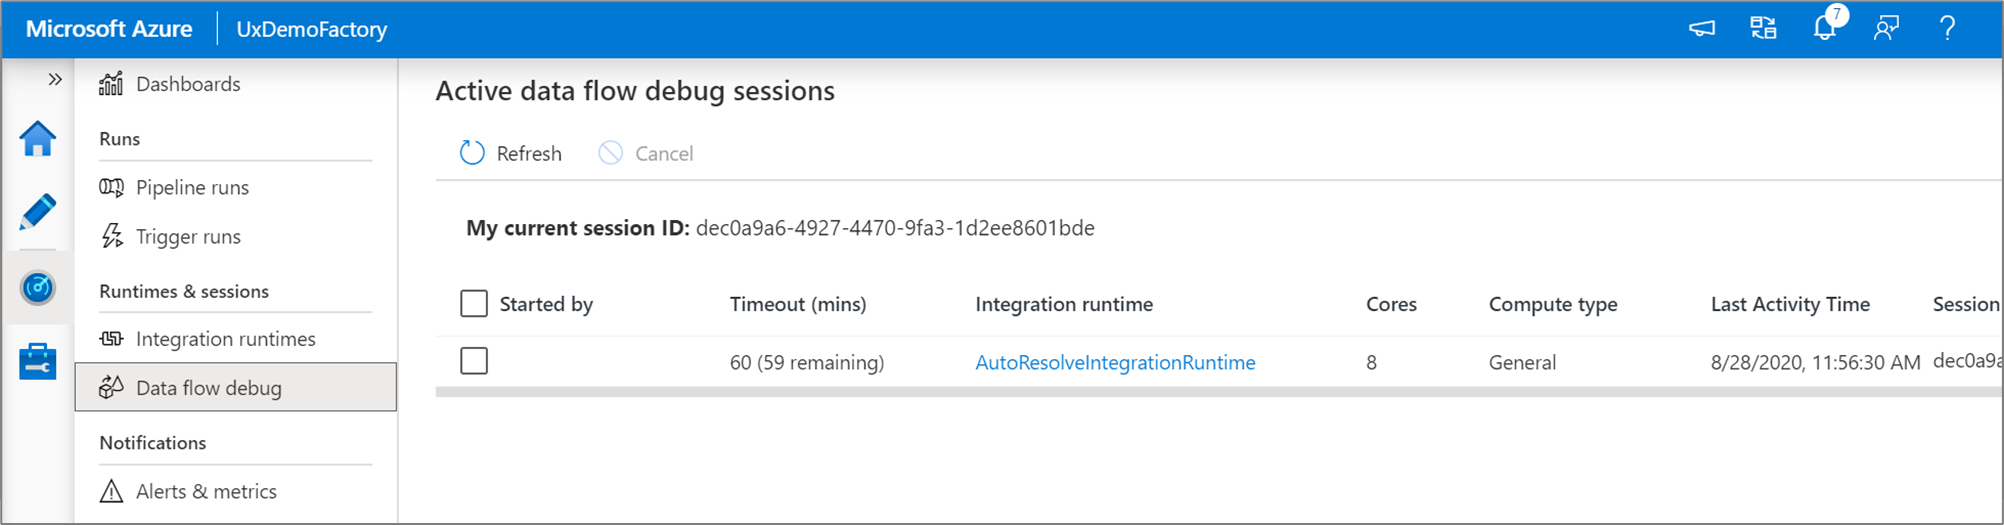 Microsoft Azure UxDemoFactory 7
Dashboards
Runs
Pipeline runs
Trigger runs
Runtimes & sessions
Integration runtimes
Data flow debug
Notifications
Alerts & metrics
Active data flow debug sessions
Refresh Cancel
My current session ID: dec0a9a6-4927-4470-9fa3-1d2ee8601bde
Started by Timeout (mins) Integration runtime Cores Compute type Last Activity Time Session
60 (59 remaining) AutoResolveIntegrationRuntime 8 General 8/28/2020, 11:56:30 AM dec0a9a